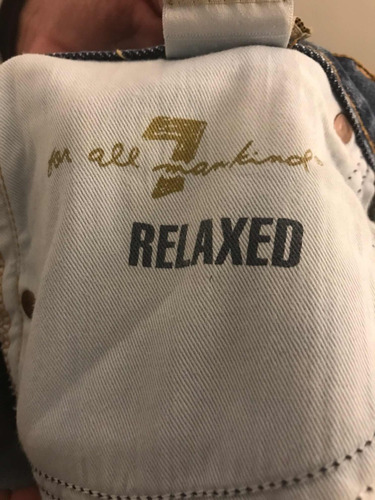 7
for all mankind
RELAXED